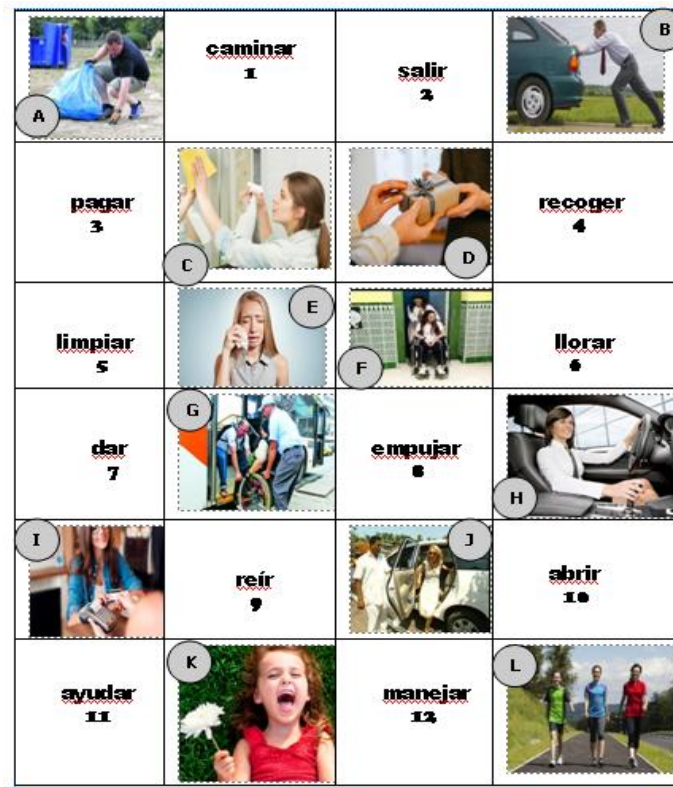 A
caminar
1
salir
2
B
pagar
3
C
D
recoger
4
limpiar
5
E
F
llorar
6
dar
7
G
empujar
8
H
I
reír
9
J
abrir
10
ayudar
11
K
manejar
12
L